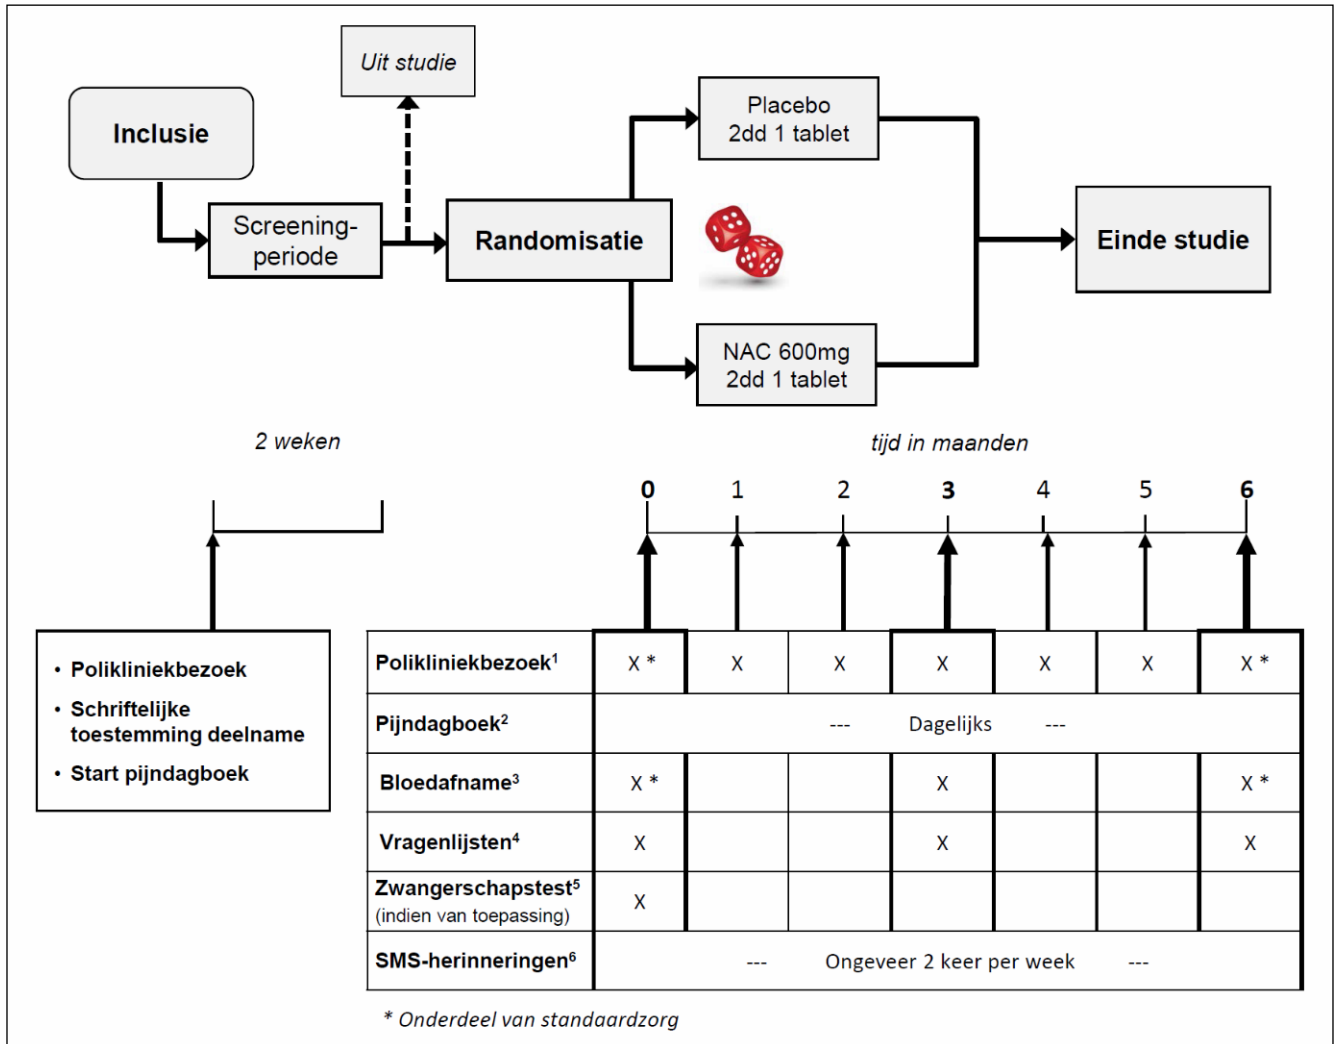 Uit studie
Inclusie
Screening-
periode
Randomisatie
Placebo
2dd 1 tablet
NAC 600mg
2dd 1 tablet
Einde studie
2 weken
tijd in maanden
0 1 2 3 4 5 6
• Polikliniekbezoek
• Schriftelijke
toestemming deelname
• Start pijndagboek
Polikliniekbezoek¹ X * X X X X X X *
Pijndagboek² --- Dagelijks ---
Bloedafname³ X * X X *
Vragenlijsten⁴ X X X
Zwangerschapstest⁵
(indien van toepassing) X
SMS-herinneringen⁶ --- Ongeveer 2 keer per week ---
* Onderdeel van standaardzorg